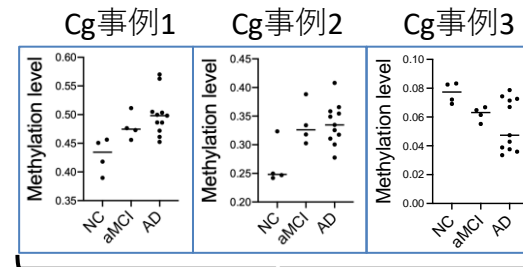 Cg事例1
Cg事例2
Cg事例3
Methylation level
0.60
0.55
0.50
0.45
0.40
0.35
NC
aMCI
AD
Methylation level
0.45
0.40
0.35
0.30
0.25
0.20
NC
aMCI
AD
Methylation level
0.10
0.08
0.06
0.04
0.02
0.00
NC
aMCI
AD